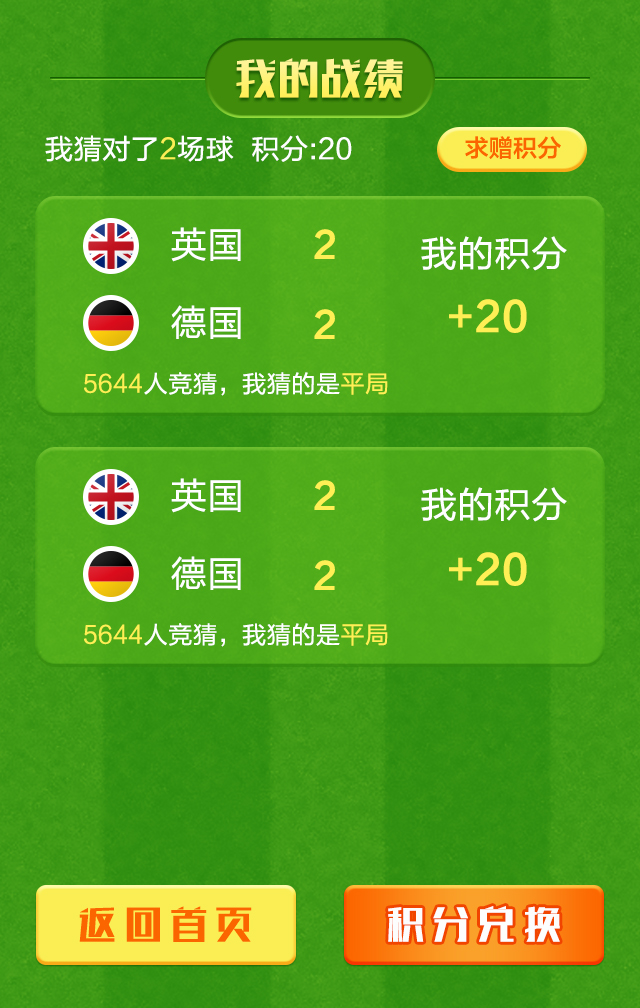 我的战绩
我猜对了2场球 积分:20
求赠积分
英国 2
我的积分
德国 2
+20
5644人竞猜，我猜的是平局
英国 2
我的积分
德国 2
+20
5644人竞猜，我猜的是平局
返回首页
积分兑换